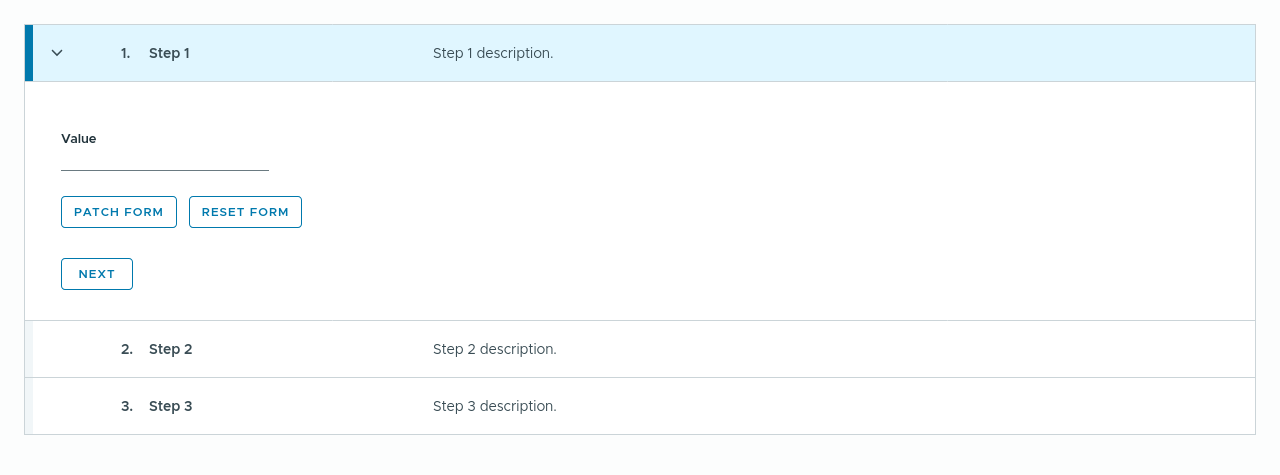 1. Step 1 Step 1 description.
Value
PATCH FORM RESET FORM
NEXT
2. Step 2 Step 2 description.
3. Step 3 Step 3 description.